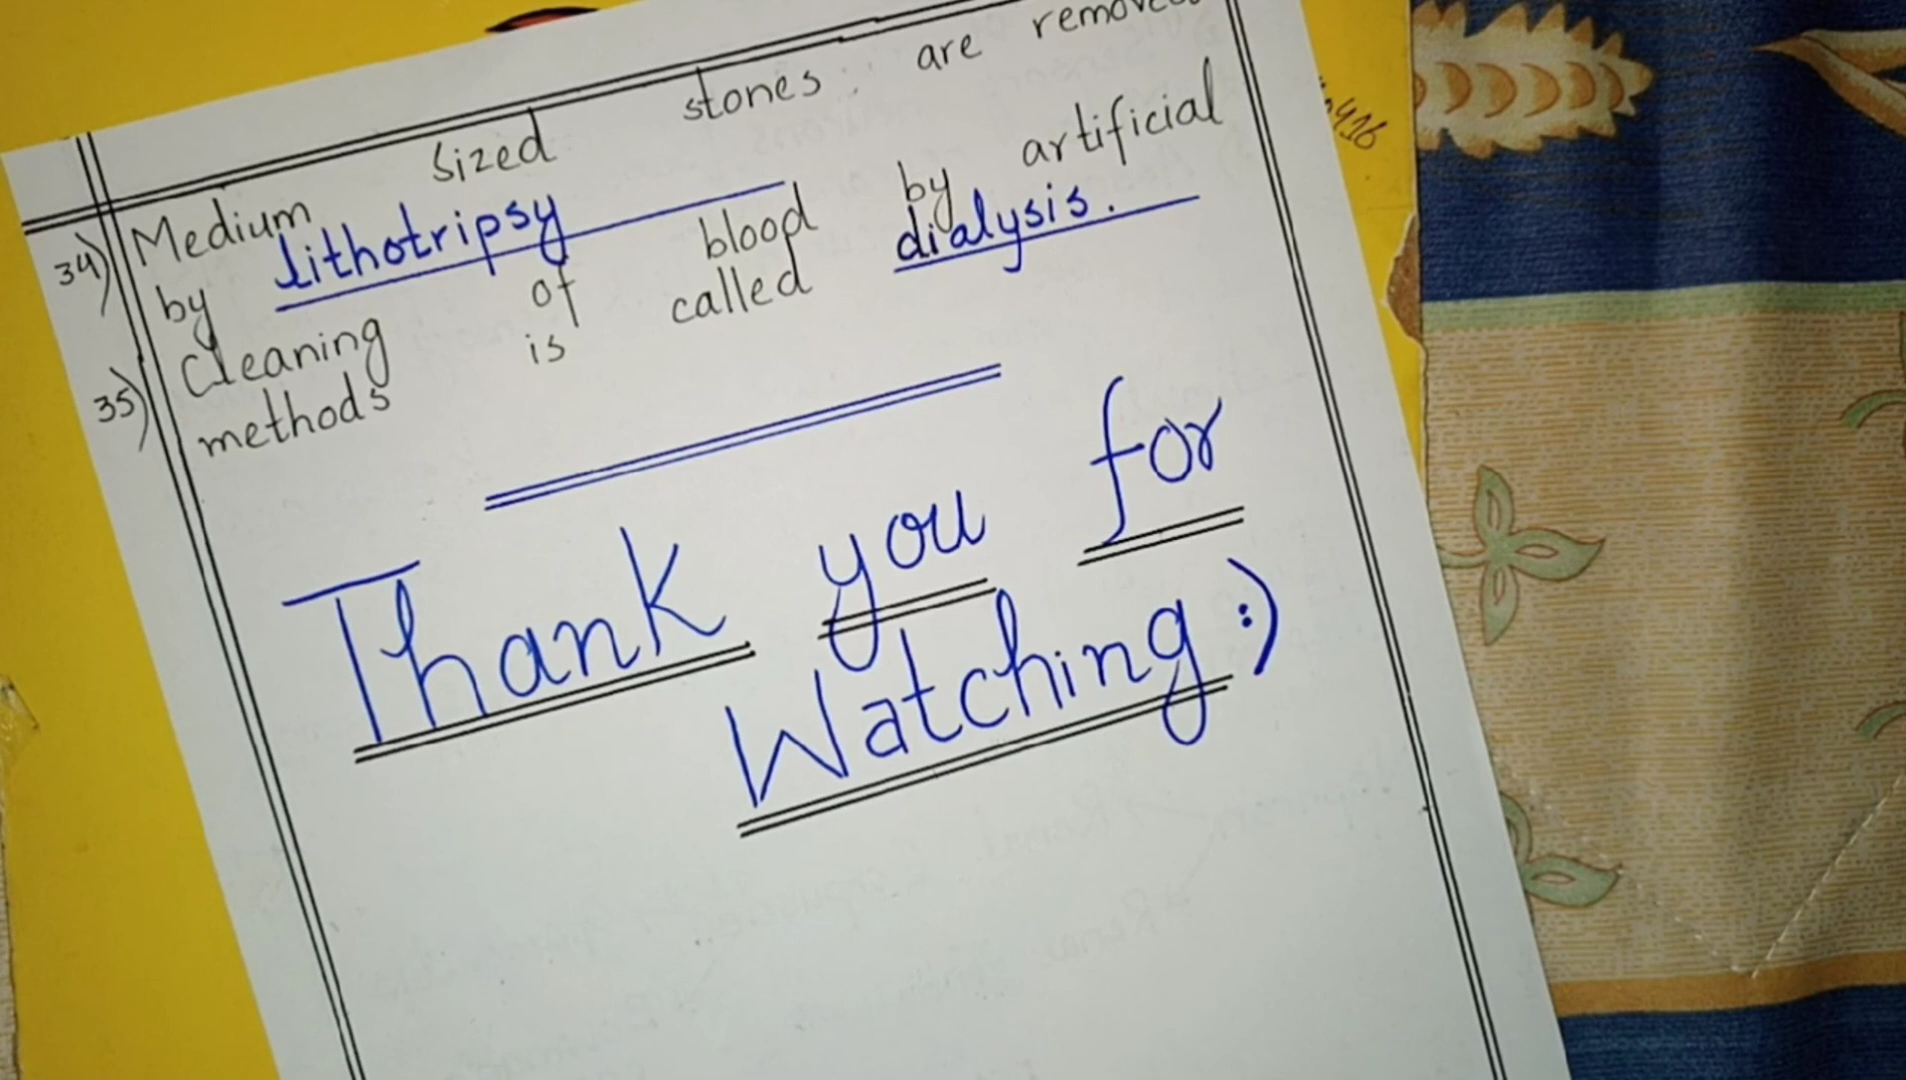 34) Medium sized stones are removed
by lithotripsy
35) Cleaning of blood by artificial
methods is called dialysis.
Thank you for
Watching :)